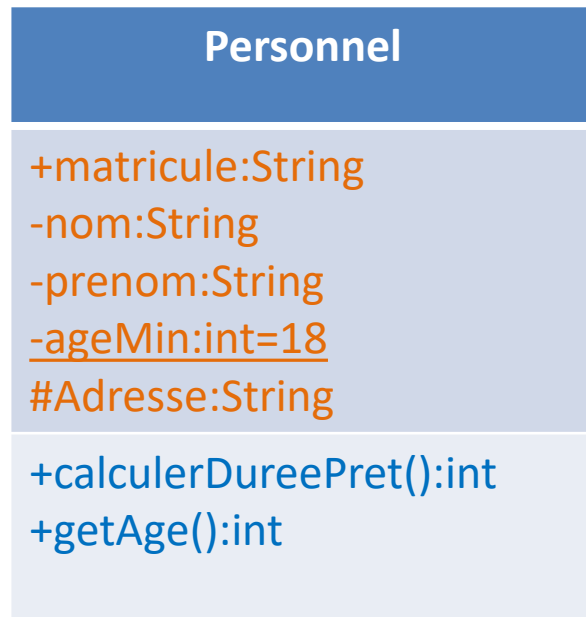 Personnel
+matricule:String
-nom:String
-prenom:String
-ageMin:int=18
#Adresse:String
+calculerDureePret():int
+getAge():int